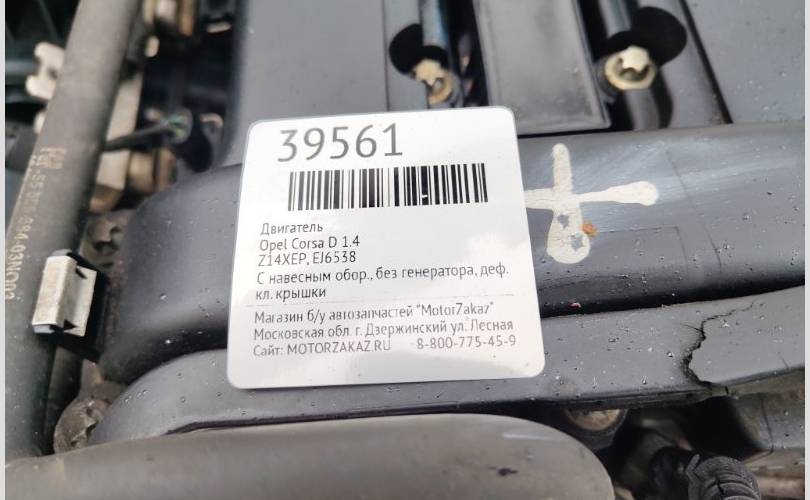 39561
Двигатель
Opel Corsa D 1.4
Z14XEP, EJ6538
С навесным обор., без генератора, деф.
кл. крышки
Магазин б/у автозапчастей "MotorZakaz"
Московская обл. г. Дзержинский ул. Лесная
Сайт: MOTORZAKAZ.RU 8-800-775-45-9